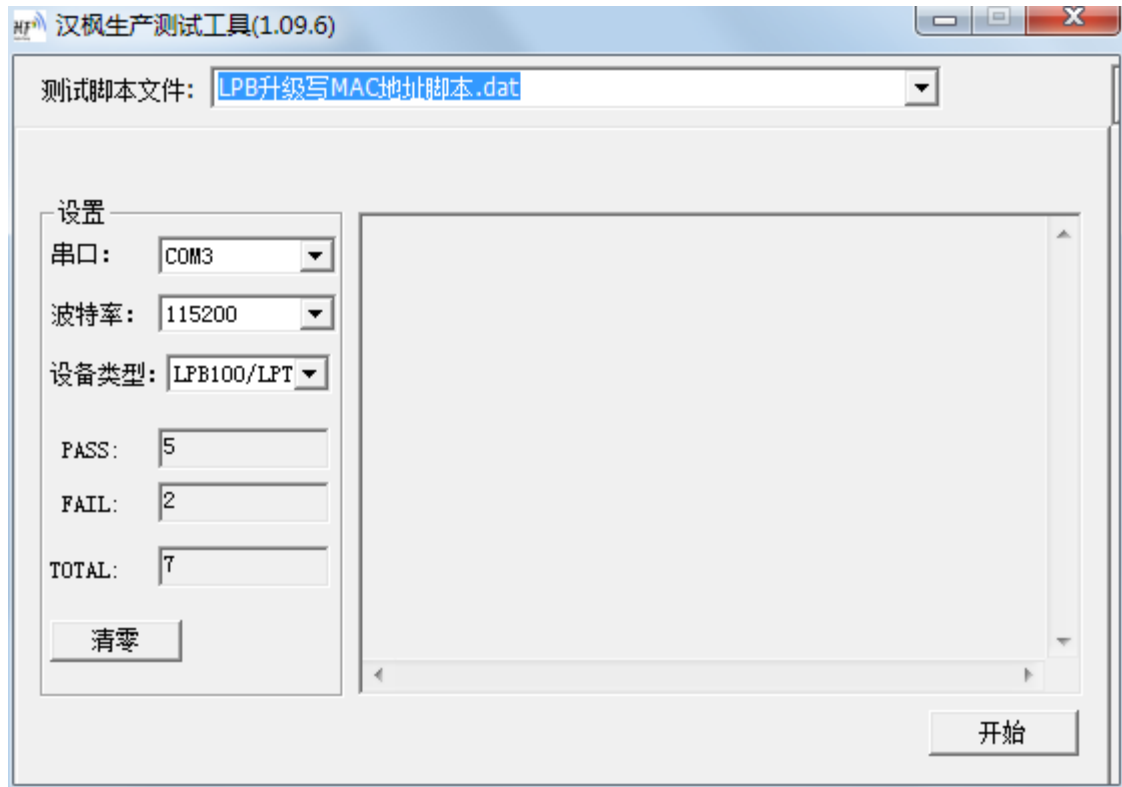 HF 汉枫生产测试工具(1.09.6)
测试脚本文件: LPB升级写MAC地址脚本.dat
设置
串口: COM3
波特率: 115200
设备类型: LPB100/LPT
PASS: 5
FAIL: 2
TOTAL: 7
清零
开始